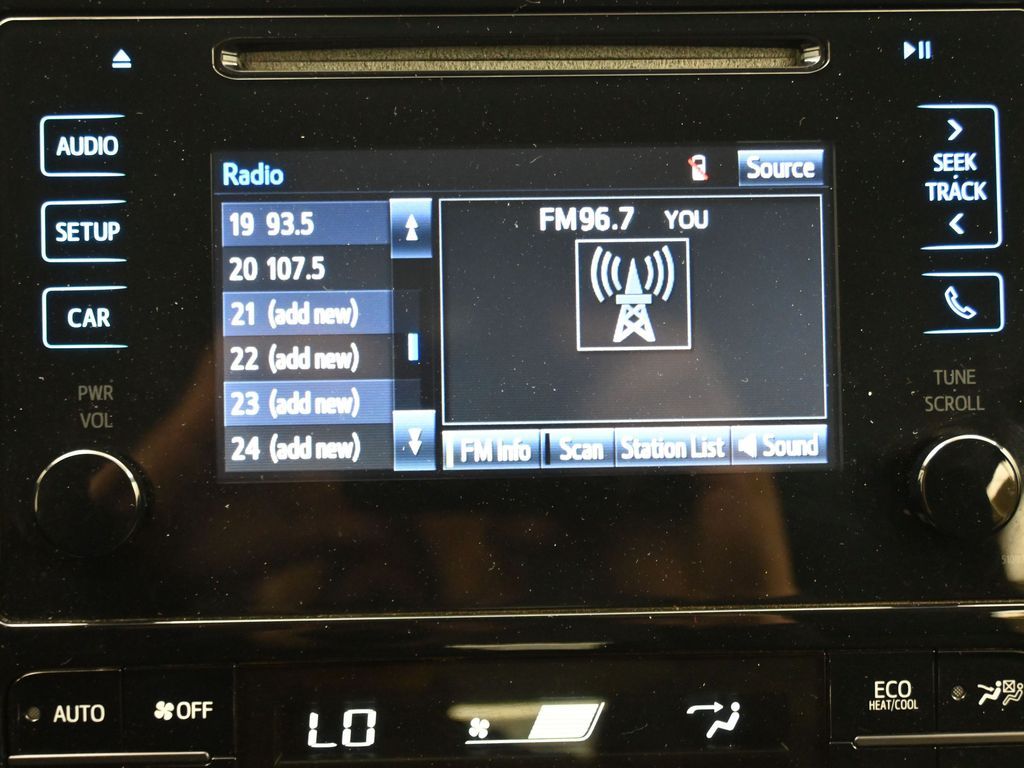 AUDIO
SETUP
CAR
PWR
VOL
Radio
Source
19 93.5
20 107.5
21 (add new)
22 (add new)
23 (add new)
24 (add new)
FM96.7 YOU
FM Info
Scan
Station List
Sound
SEEK
TRACK
TUNE
SCROLL
AUTO
OFF
LO
ECO
HEAT/COOL